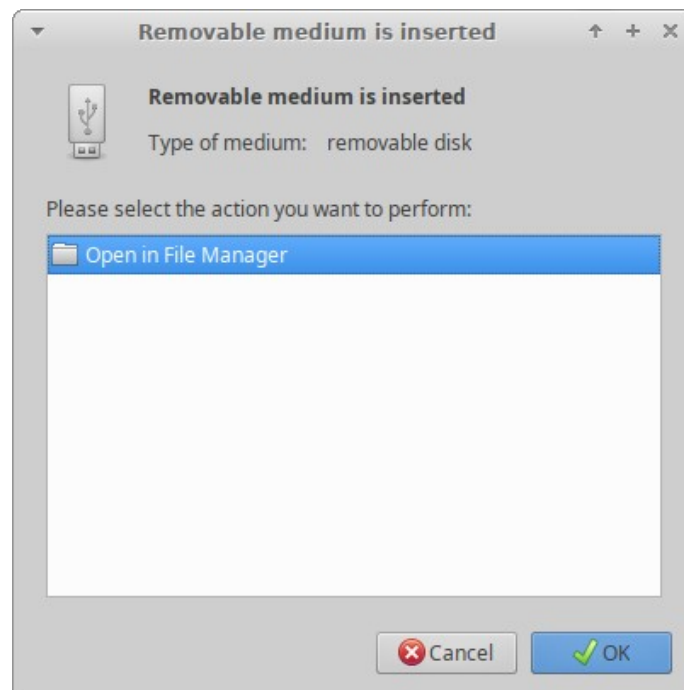 Removable medium is inserted
Removable medium is inserted
Type of medium: removable disk
Please select the action you want to perform:
Open in File Manager
Cancel OK